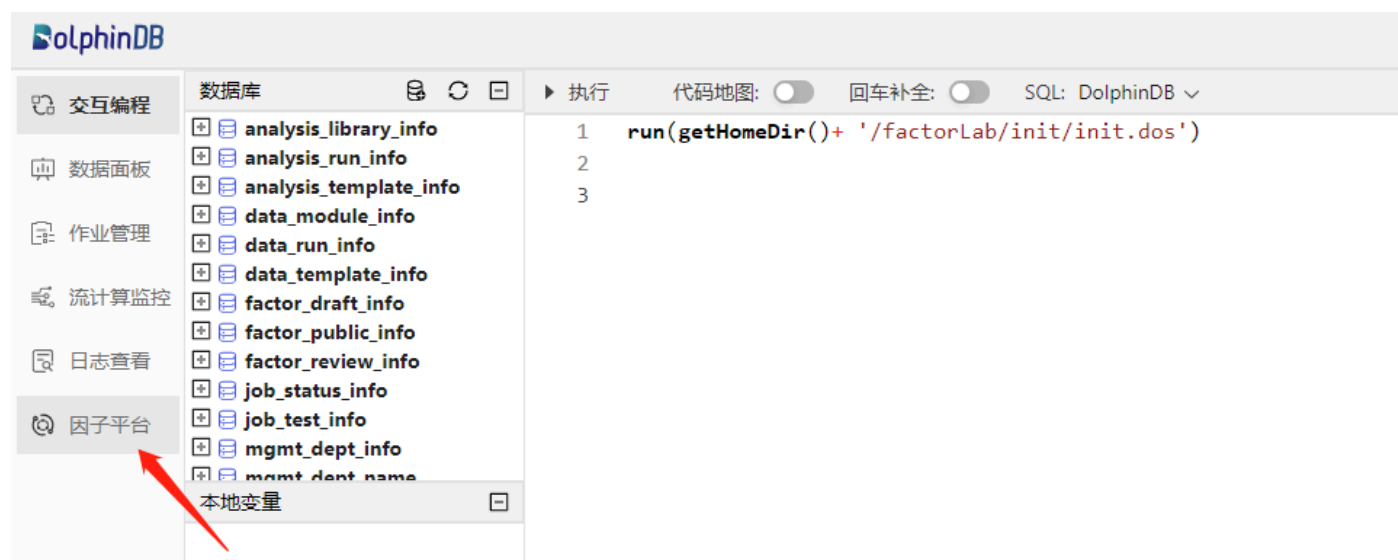 DolphinDB
交互编程
数据面板
作业管理
流计算监控
日志查看
因子平台
数据库
analysis_library_info
analysis_run_info
analysis_template_info
data_module_info
data_run_info
data_template_info
factor_draft_info
factor_public_info
factor_review_info
job_status_info
job_test_info
mgmt_dept_info
mgmt_dept_name
本地变量
执行 代码地图: 回车补全: SQL: DolphinDB
1 run(getHomeDir()+ '/factorLab/init/init.dos')
2
3